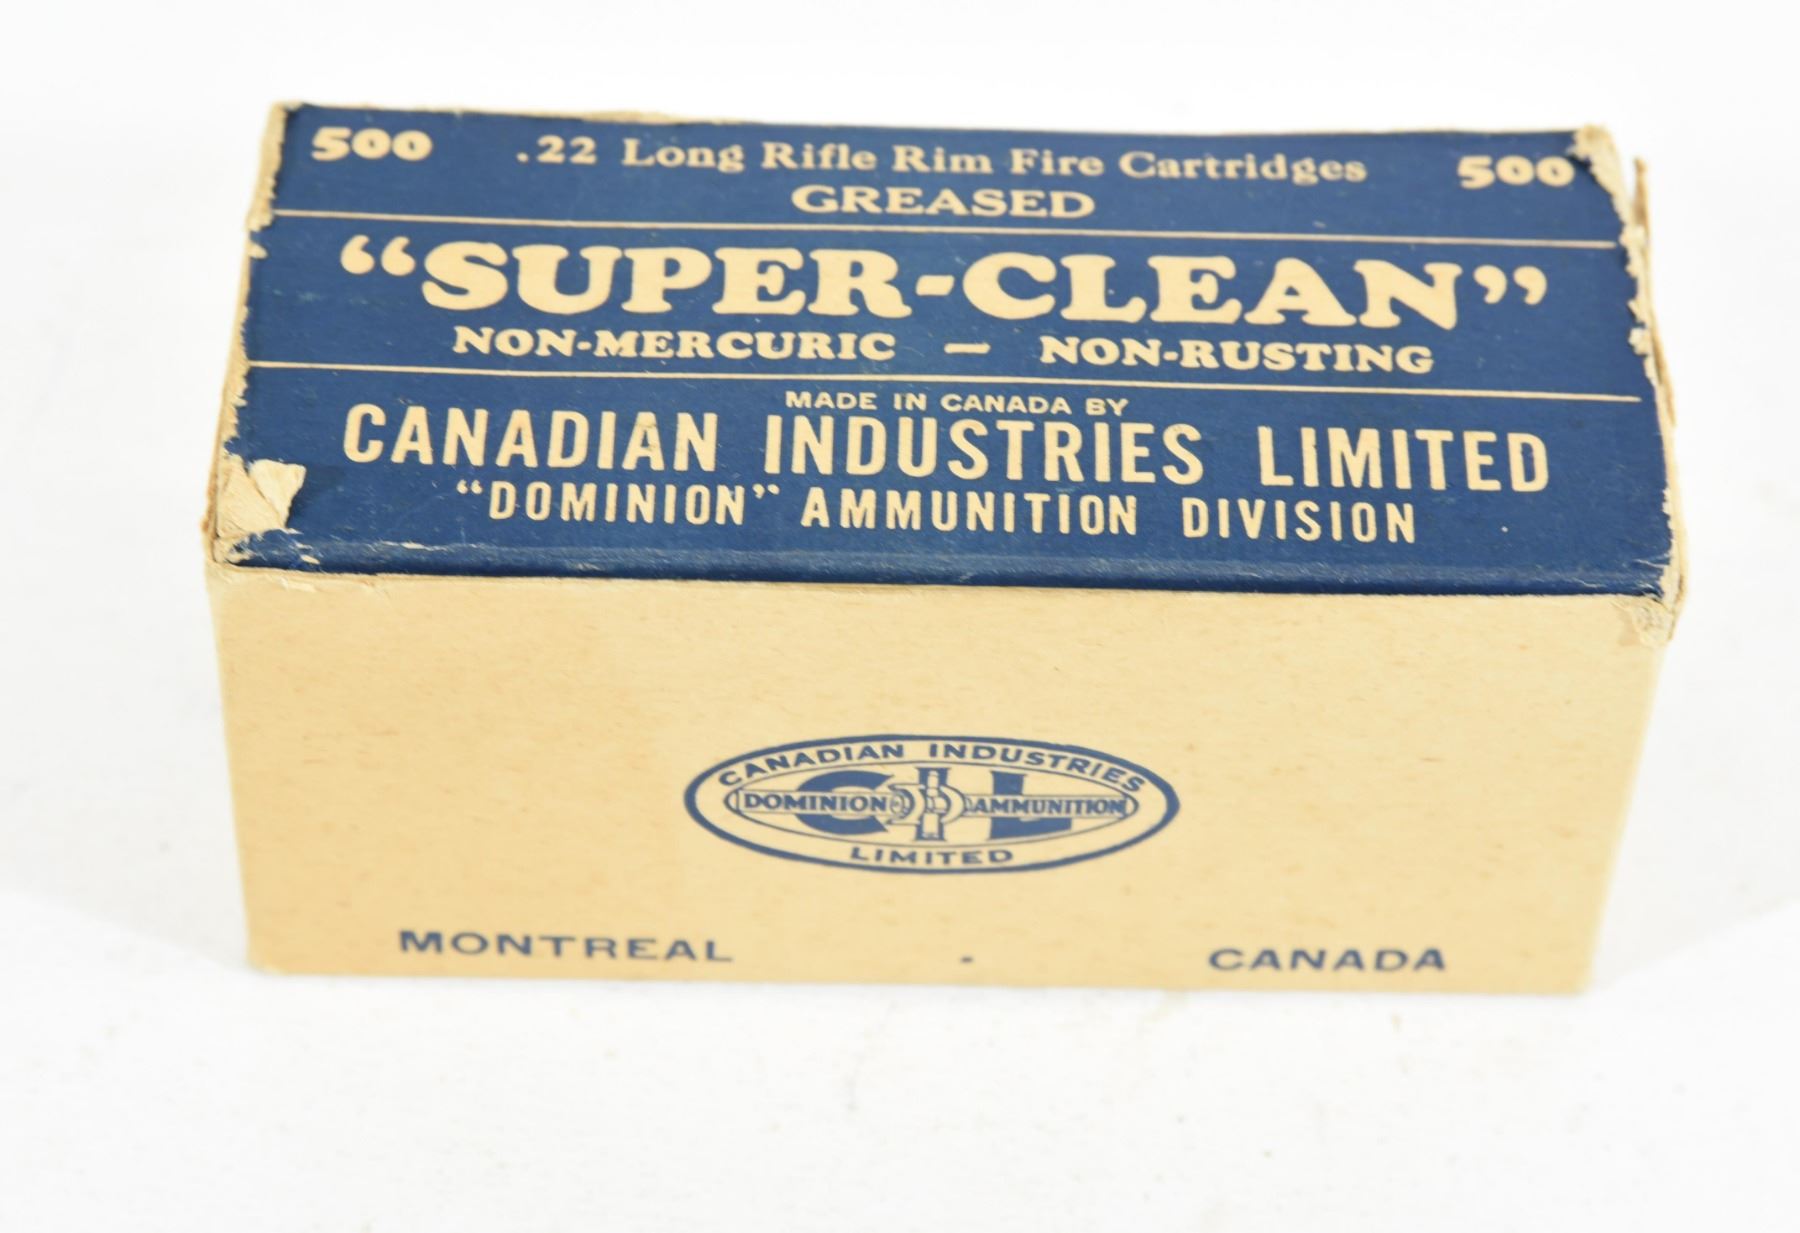 500 .22 Long Rifle Rim Fire Cartridges 500
GREASED
“SUPER-CLEAN”
NON-MERCURIC — NON-RUSTING
MADE IN CANADA BY
CANADIAN INDUSTRIES LIMITED
“DOMINION” AMMUNITION DIVISION
CANADIAN INDUSTRIES
CIL
DOMINION AMMUNITION
LIMITED
MONTREAL . CANADA